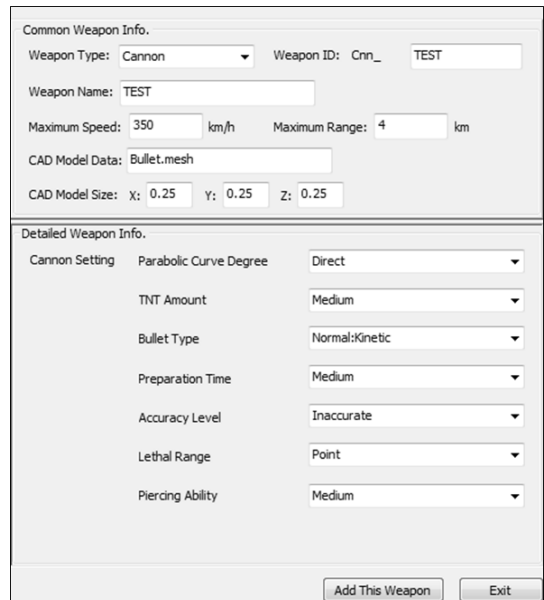 Common Weapon Info.
Weapon Type: Cannon Weapon ID: Cnn_ TEST
Weapon Name: TEST
Maximum Speed: 350 km/h Maximum Range: 4 km
CAD Model Data: Bullet.mesh
CAD Model Size: X: 0.25 Y: 0.25 Z: 0.25
Detailed Weapon Info.
Cannon Setting Parabolic Curve Degree Direct
TNT Amount Medium
Bullet Type Normal:Kinetic
Preparation Time Medium
Accuracy Level Inaccurate
Lethal Range Point
Piercing Ability Medium
Add This Weapon Exit